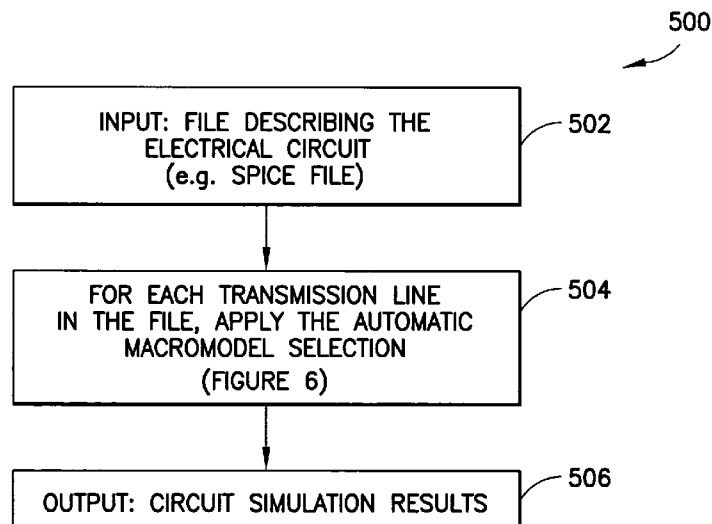 500
INPUT: FILE DESCRIBING THE
ELECTRICAL CIRCUIT
(e.g. SPICE FILE)
502
FOR EACH TRANSMISSION LINE
IN THE FILE, APPLY THE AUTOMATIC
MACROMODEL SELECTION
(FIGURE 6)
504
OUTPUT: CIRCUIT SIMULATION RESULTS
506